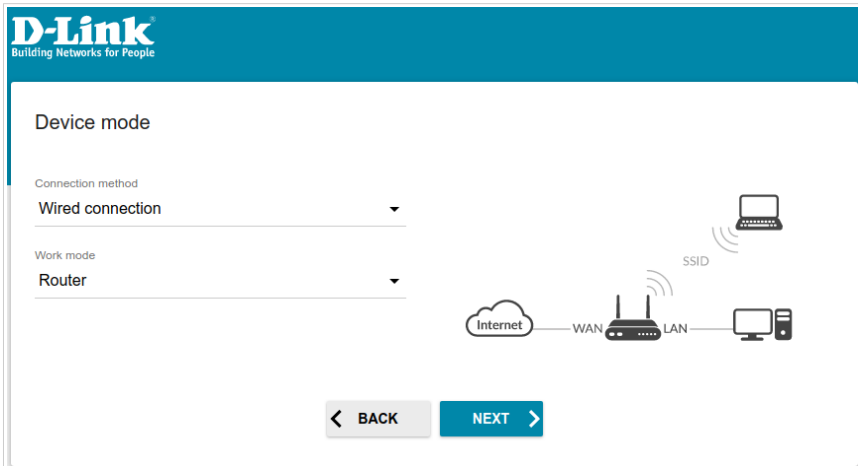 D-Link
Building Networks for People
Device mode
Connection method
Wired connection
Work mode
Router
SSID
Internet
WAN
LAN
BACK
NEXT